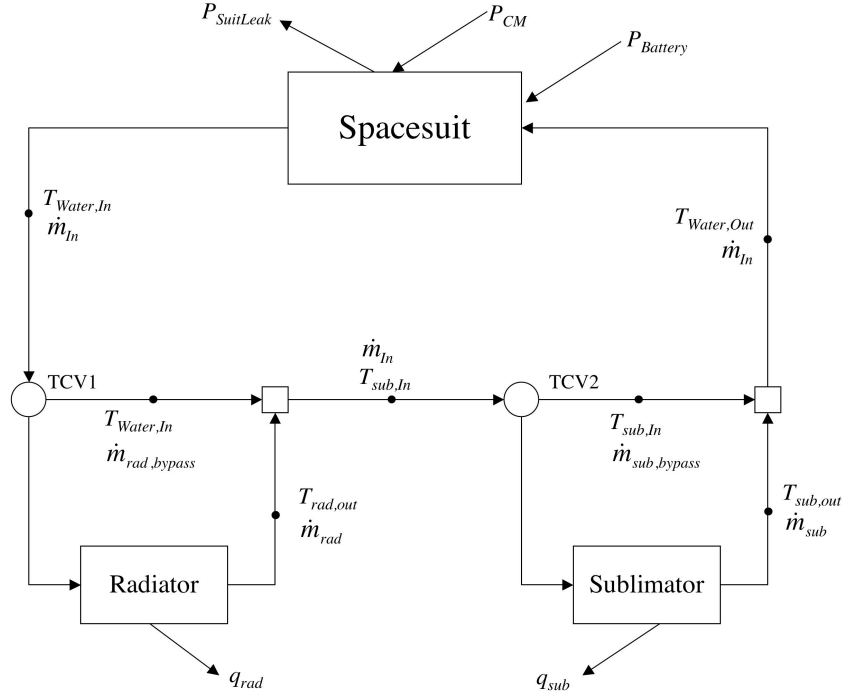 P_SuitLeak
P_CM
P_Battery
Spacesuit
T_Water,In
ṁ_In
T_Water,Out
ṁ_In
TCV1
ṁ_In
T_sub,In
TCV2
T_Water,In
ṁ_rad,bypass
T_sub,In
ṁ_sub,bypass
T_rad,out
ṁ_rad
T_sub,out
ṁ_sub
Radiator
Sublimator
q_rad
q_sub